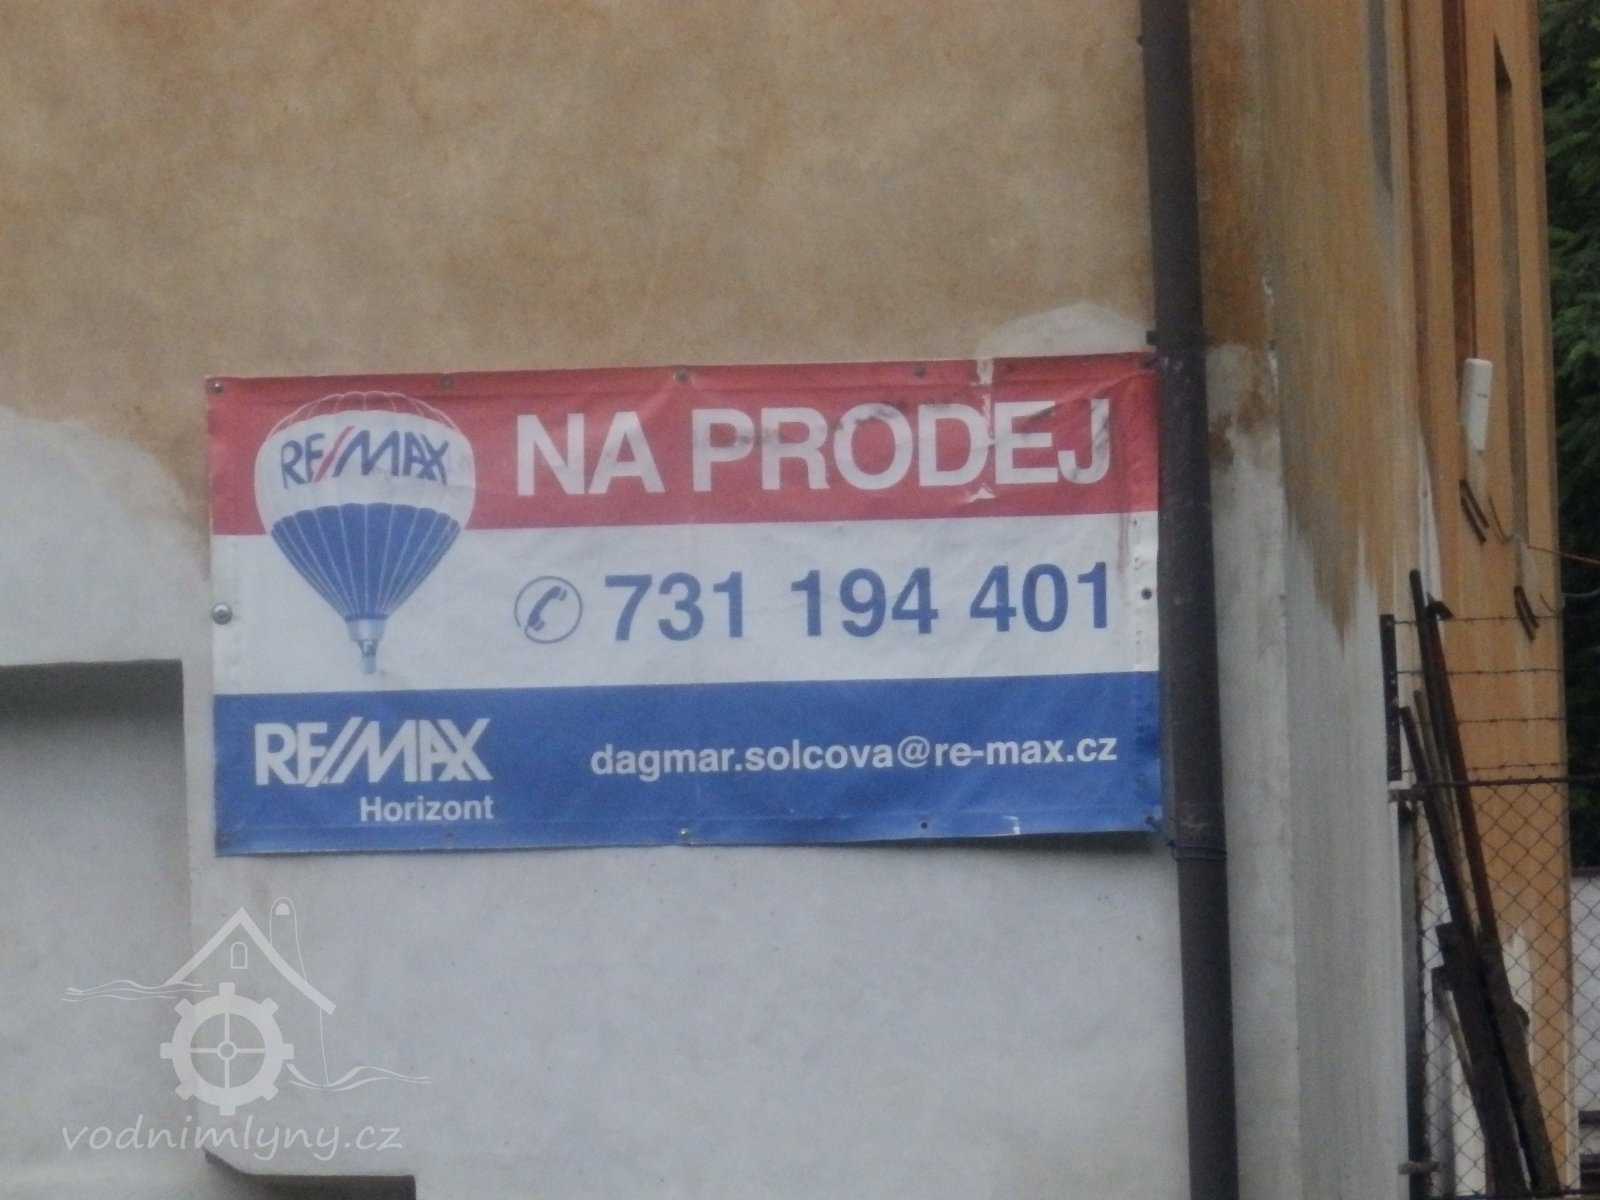 RE/MAX
NA PRODEJ
731 194 401
RE/MAX
Horizont
dagmar.solcova@re-max.cz
vodnimlyny.cz